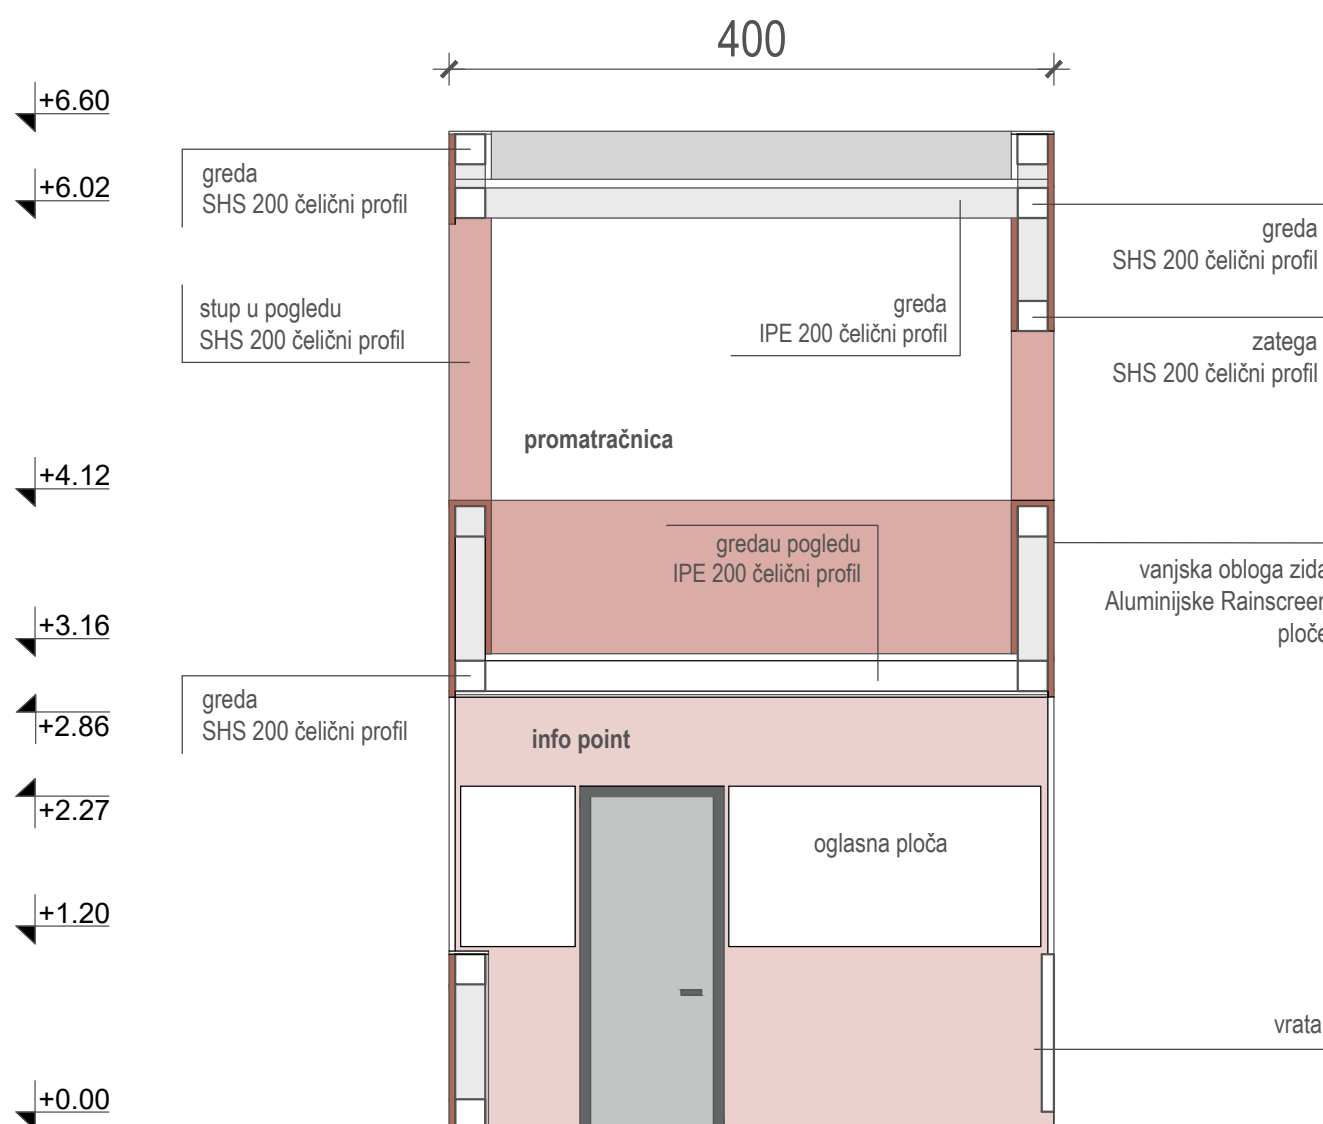 400
+6.60
+6.02
greda
SHS 200 čelični profil
greda
SHS 200 čelični profil
stup u pogledu
SHS 200 čelični profil
greda
IPE 200 čelični profil
zatega
SHS 200 čelični profil
promatračnica
+4.12
gredau pogledu
IPE 200 čelični profil
vanjska obloga zida
Aluminijske Rainscreen
ploče
+3.16
greda
SHS 200 čelični profil
+2.86
info point
+2.27
oglasna ploča
+1.20
vrata
+0.00